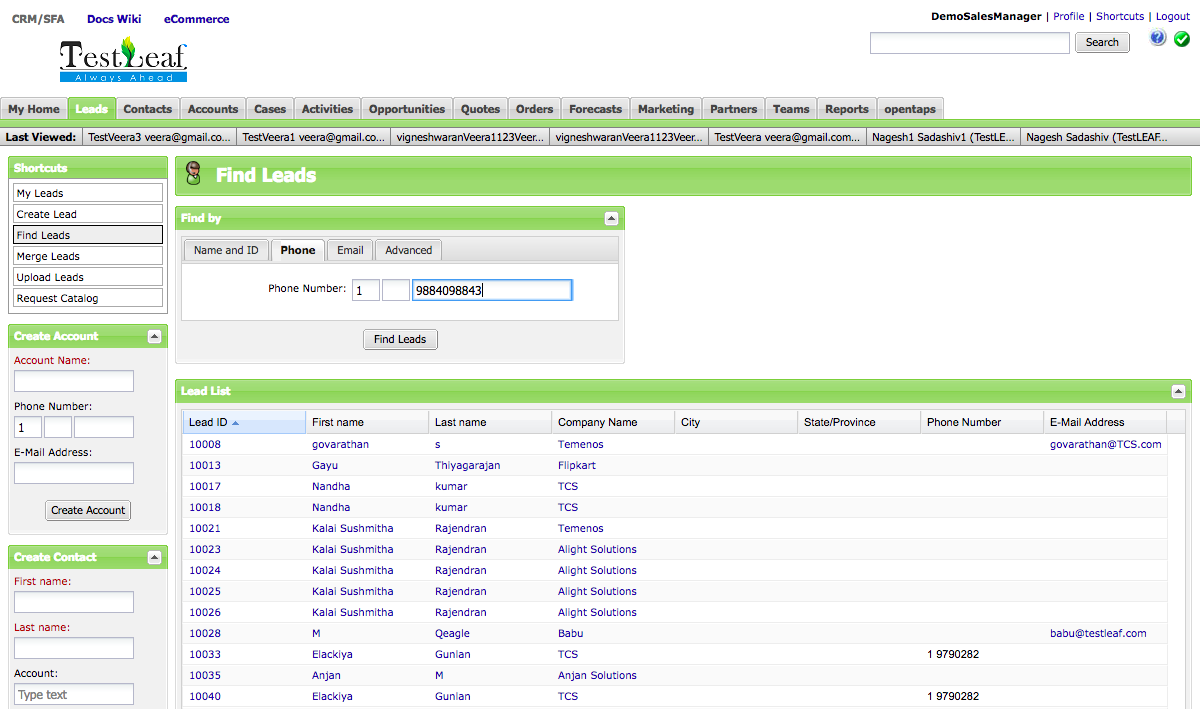 CRM/SFA Docs Wiki eCommerce
DemoSalesManager | Profile | Shortcuts | Logout
TestLeaf
Always Ahead
Search
My Home Leads Contacts Accounts Cases Activities Opportunities Quotes Orders Forecasts Marketing Partners Teams Reports opentaps
Last Viewed: TestVeera3 veera@gmail.co... TestVeera1 veera@gmail.co... vigneshwaranVeera1123Veer... vigneshwaranVeera1123Veer... TestVeera veera@gmail.com... Nagesh1 Sadashiv1 (TestLE... Nagesh Sadashiv (TestLEAF...
Shortcuts
My Leads
Create Lead
Find Leads
Merge Leads
Upload Leads
Request Catalog
Create Account
Account Name:
Phone Number:
1
E-Mail Address:
Create Account
Create Contact
First name:
Last name:
Account:
Type text
Find Leads
Find by
Name and ID Phone Email Advanced
Phone Number: 1 9884098843
Find Leads
Lead List
Lead ID First name Last name Company Name City State/Province Phone Number E-Mail Address
10008 govarathan s Temenos govarathan@TCS.com
10013 Gayu Thiyagarajan Flipkart
10017 Nandha kumar TCS
10018 Nandha kumar TCS
10021 Kalai Sushmitha Rajendran Temenos
10023 Kalai Sushmitha Rajendran Alight Solutions
10024 Kalai Sushmitha Rajendran Alight Solutions
10025 Kalai Sushmitha Rajendran Alight Solutions
10026 Kalai Sushmitha Rajendran Alight Solutions
10028 M Qeagle Babu babu@testleaf.com
10033 Elackiya Gunlan TCS 1 9790282
10035 Anjan M Anjan Solutions
10040 Elackiya Gunlan TCS 1 9790282